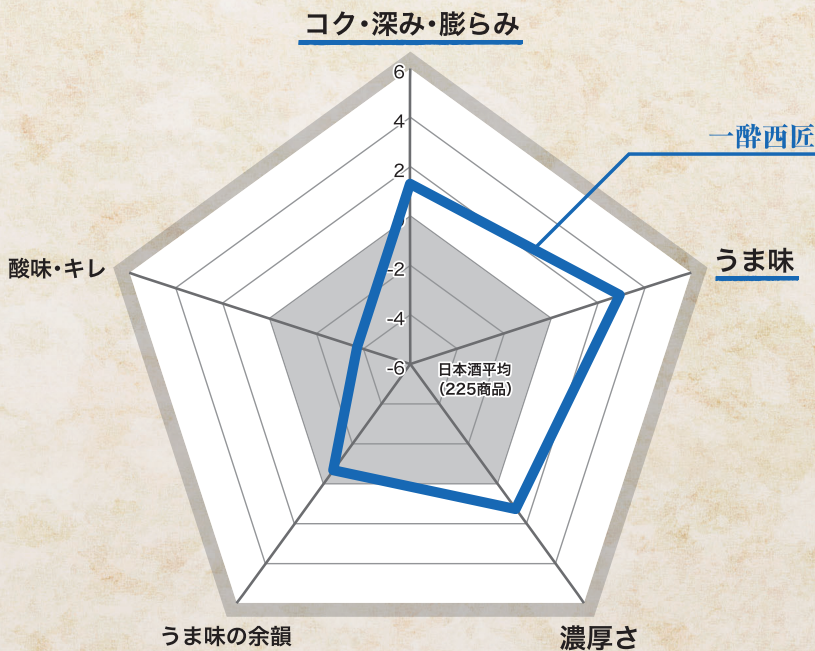 コク・深み・膨らみ
6
4
一酔西匠
2
0
うま味
酸味・キレ
-2
-4
-6
日本酒平均
（225商品）
うま味の余韻
濃厚さ